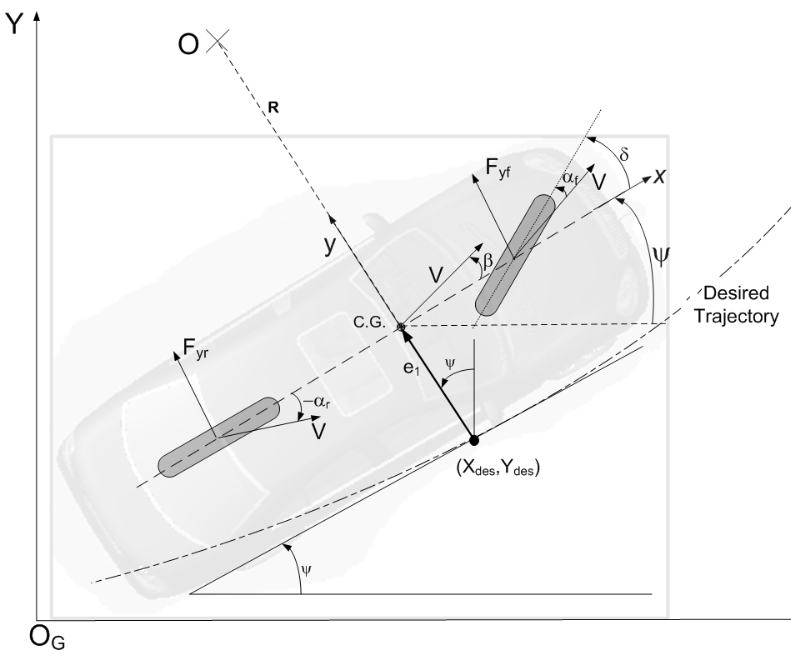 Y
O
R
F_yf
α_f
V
δ
x
ψ
y
V
β
Desired
Trajectory
C.G.
F_yr
e_1
ψ
-α_r
V
(X_des,Y_des)
ψ
O_G